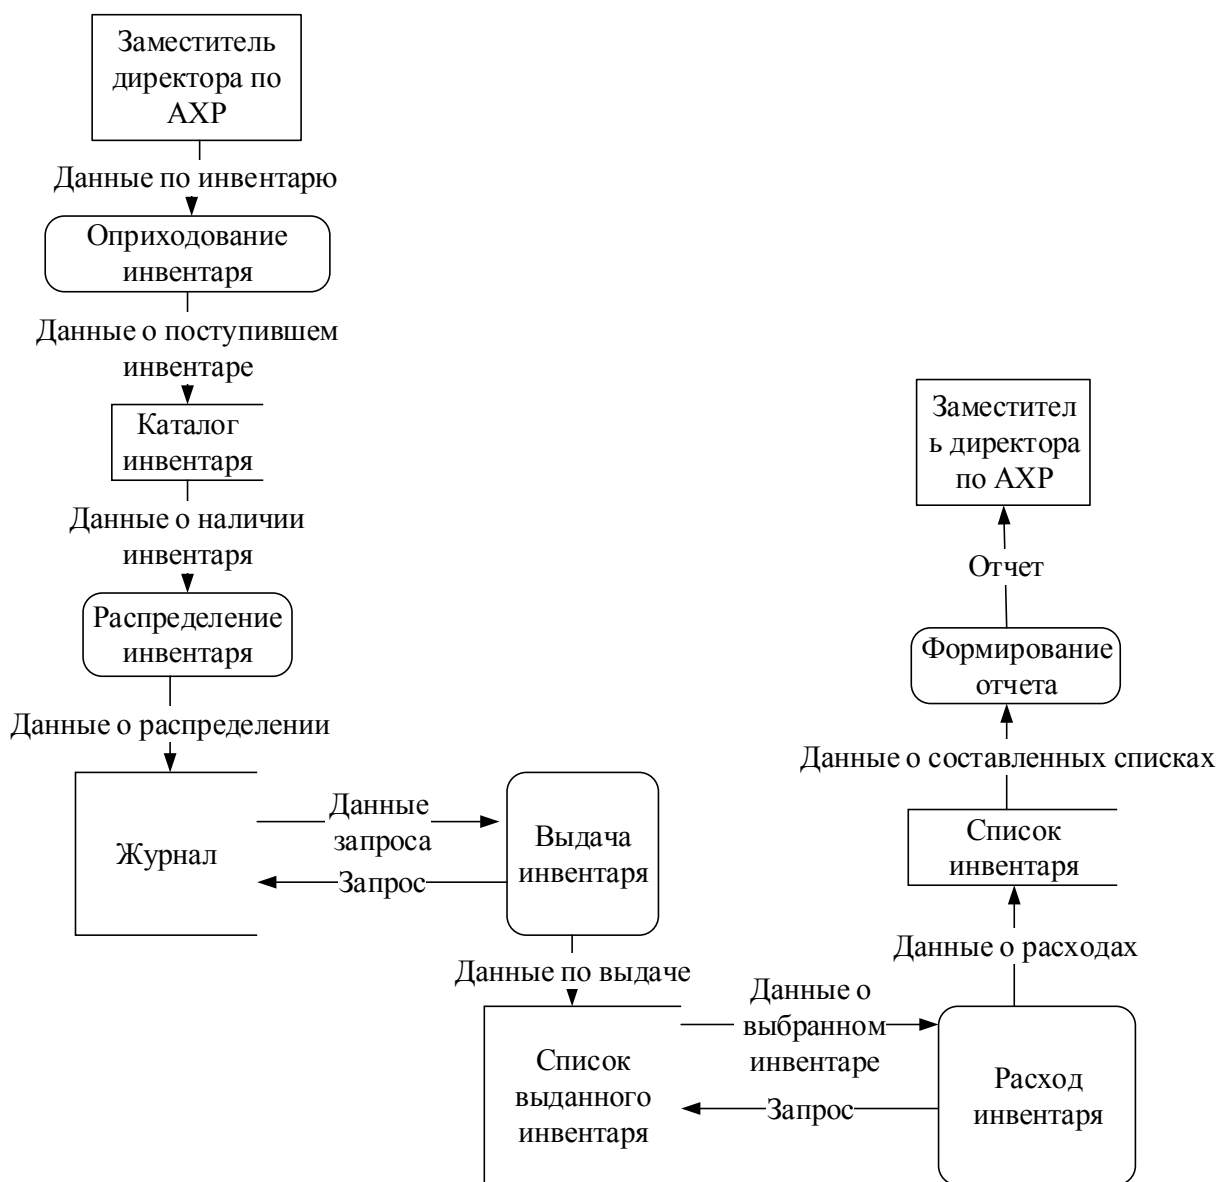 Заместитель
директора по
АХР
Данные по инвентарю
Оприходование
инвентаря
Данные о поступившем
инвентаре
Каталог
инвентаря
Данные о наличии
инвентаря
Распределение
инвентаря
Данные о распределении
Журнал
Данные
запроса
Запрос
Выдача
инвентаря
Данные по выдаче
Список
выданного
инвентаря
Данные о
выбранном
инвентаре
Запрос
Расход
инвентаря
Данные о расходах
Список
инвентаря
Данные о составленных списках
Формирование
отчета
Отчет
Заместител
ь директора
по АХР